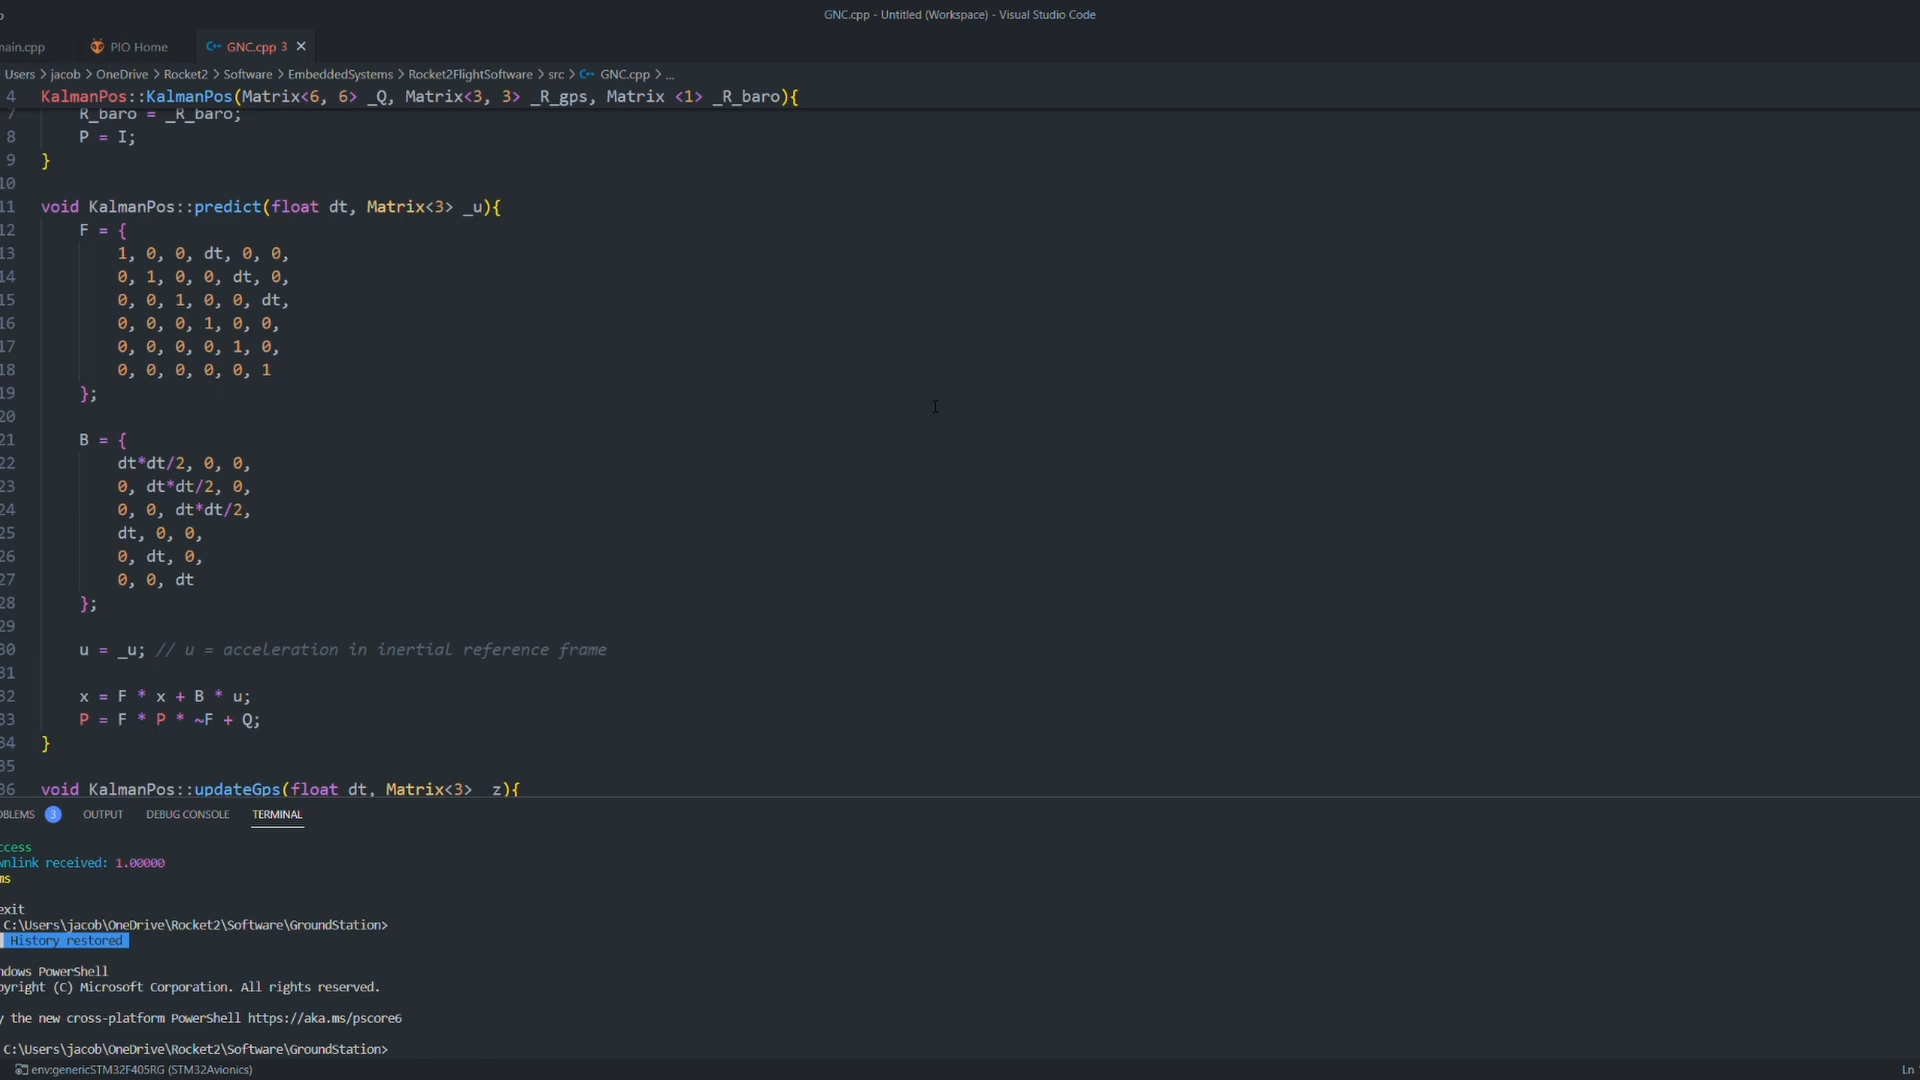 GNC.cpp - Untitled (Workspace) - Visual Studio Code
main.cpp PIO Home GNC.cpp 3
Users > jacob > OneDrive > Rocket2 > Software > EmbeddedSystems > Rocket2FlightSoftware > src > GNC.cpp > ...
4 KalmanPos::KalmanPos(Matrix<6, 6> _Q, Matrix<3, 3> _R_gps, Matrix <1> _R_baro){
7 R_baro = _R_baro;
8 P = I;
9 }
10
11 void KalmanPos::predict(float dt, Matrix<3> _u){
12 F = {
13 1, 0, 0, dt, 0, 0,
14 0, 1, 0, 0, dt, 0,
15 0, 0, 1, 0, 0, dt,
16 0, 0, 0, 1, 0, 0,
17 0, 0, 0, 0, 1, 0,
18 0, 0, 0, 0, 0, 1
19 };
20
21 B = {
22 dt*dt/2, 0, 0,
23 0, dt*dt/2, 0,
24 0, 0, dt*dt/2,
25 dt, 0, 0,
26 0, dt, 0,
27 0, 0, dt
28 };
29
30 u = _u; // u = acceleration in inertial reference frame
31
32 x = F * x + B * u;
33 P = F * P * ~F + Q;
34 }
35
36 void KalmanPos::updateGps(float dt, Matrix<3> _z){
OBLEMS 3 OUTPUT DEBUG CONSOLE TERMINAL
ccess
wnlink received: 1.00000
ms
exit
C:\Users\jacob\OneDrive\Rocket2\Software\GroundStation>
History restored
ndows PowerShell
pyright (C) Microsoft Corporation. All rights reserved.
y the new cross-platform PowerShell https://aka.ms/pscore6
C:\Users\jacob\OneDrive\Rocket2\Software\GroundStation>
env:genericSTM32F405RG (STM32Avionics) Ln